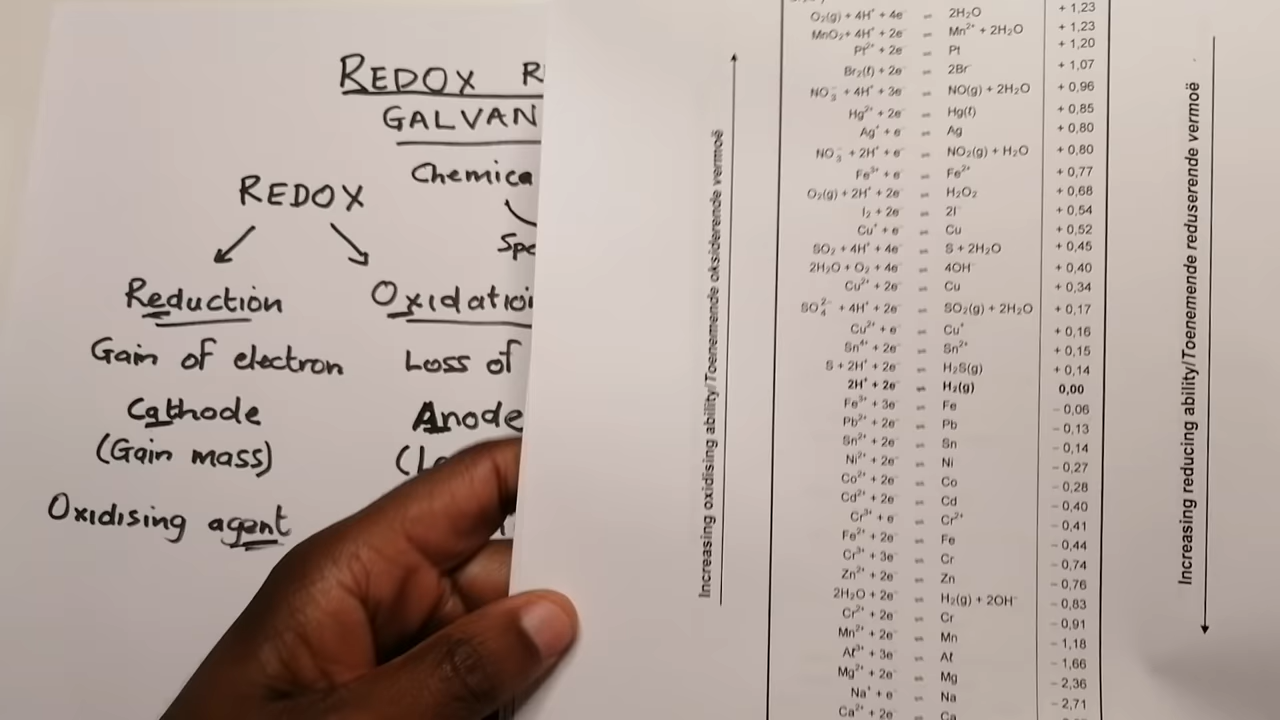 REDOX R
GALVAN
Chemica
Spe
REDOX
Reduction
Oxidation
Gain of electron
Loss of
Cathode
Anode
(Gain mass)
(Lo
Oxidising agent
Increasing oxidising ability/Toenemende oksiderende vermoë
O₂(g) + 4H⁺ + 4e⁻ ⇌ 2H₂O + 1,23
MnO₂ + 4H⁺ + 2e⁻ ⇌ Mn²⁺ + 2H₂O + 1,23
Pt²⁺ + 2e⁻ ⇌ Pt + 1,20
Br₂(ℓ) + 2e⁻ ⇌ 2Br⁻ + 1,07
NO₃⁻ + 4H⁺ + 3e⁻ ⇌ NO(g) + 2H₂O + 0,96
Hg²⁺ + 2e⁻ ⇌ Hg(ℓ) + 0,85
Ag⁺ + e⁻ ⇌ Ag + 0,80
NO₃⁻ + 2H⁺ + e⁻ ⇌ NO₂(g) + H₂O + 0,80
Fe³⁺ + e⁻ ⇌ Fe²⁺ + 0,77
O₂(g) + 2H⁺ + 2e⁻ ⇌ H₂O₂ + 0,68
I₂ + 2e⁻ ⇌ 2I⁻ + 0,54
Cu⁺ + e⁻ ⇌ Cu + 0,52
SO₂ + 4H⁺ + 4e⁻ ⇌ S + 2H₂O + 0,45
2H₂O + O₂ + 4e⁻ ⇌ 4OH⁻ + 0,40
Cu²⁺ + 2e⁻ ⇌ Cu + 0,34
SO₄²⁻ + 4H⁺ + 2e⁻ ⇌ SO₂(g) + 2H₂O + 0,17
Cu²⁺ + e⁻ ⇌ Cu⁺ + 0,16
Sn⁴⁺ + 2e⁻ ⇌ Sn²⁺ + 0,15
S + 2H⁺ + 2e⁻ ⇌ H₂S(g) + 0,14
2H⁺ + 2e⁻ ⇌ H₂(g) 0,00
Fe³⁺ + 3e⁻ ⇌ Fe - 0,06
Pb²⁺ + 2e⁻ ⇌ Pb - 0,13
Sn²⁺ + 2e⁻ ⇌ Sn - 0,14
Ni²⁺ + 2e⁻ ⇌ Ni - 0,27
Co²⁺ + 2e⁻ ⇌ Co - 0,28
Cd²⁺ + 2e⁻ ⇌ Cd - 0,40
Cr³⁺ + e⁻ ⇌ Cr²⁺ - 0,41
Fe²⁺ + 2e⁻ ⇌ Fe - 0,44
Cr³⁺ + 3e⁻ ⇌ Cr - 0,74
Zn²⁺ + 2e⁻ ⇌ Zn - 0,76
2H₂O + 2e⁻ ⇌ H₂(g) + 2OH⁻ - 0,83
Cr²⁺ + 2e⁻ ⇌ Cr - 0,91
Mn²⁺ + 2e⁻ ⇌ Mn - 1,18
Aℓ³⁺ + 3e⁻ ⇌ Aℓ - 1,66
Mg²⁺ + 2e⁻ ⇌ Mg - 2,36
Na⁺ + e⁻ ⇌ Na - 2,71
Ca²⁺ + 2e⁻ ⇌ Ca
Increasing reducing ability/Toenemende reduserende vermoë